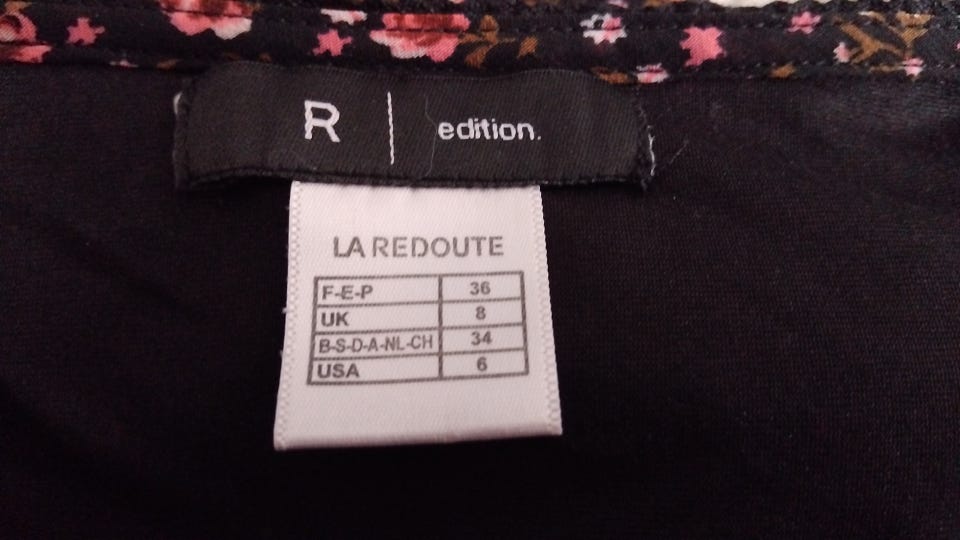 R | edition.
LA REDOUTE
F-E-P 36
UK 8
B-S-D-A-NL-CH 34
USA 6